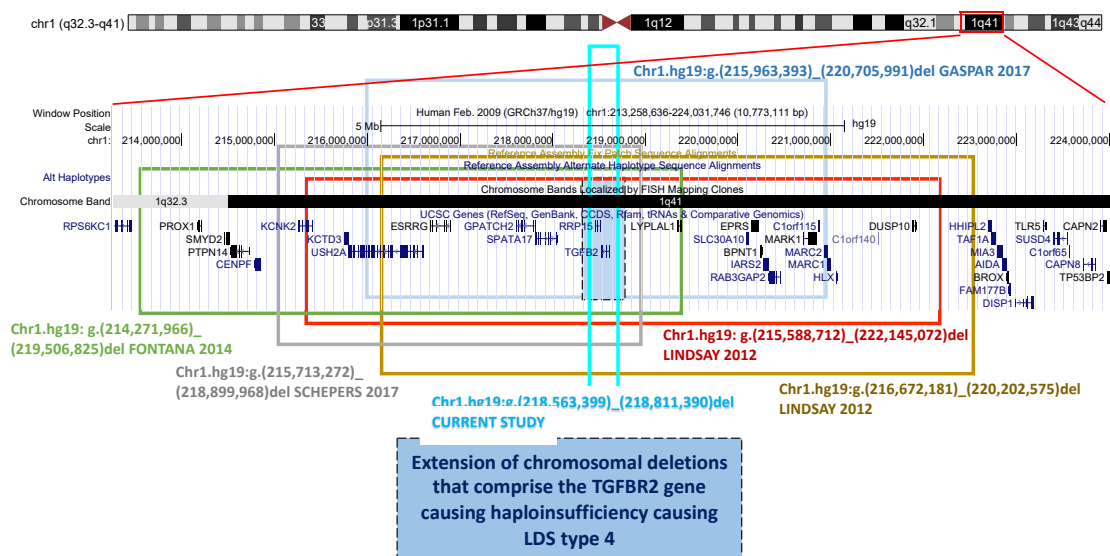 chr1 (q32.3-q41) 33 p31.3 1p31.1 1q12 q32.1 1q41 1q43 q44
Chr1.hg19:g.(215,963,393)_(220,705,991)del GASPAR 2017
Window Position Human Feb. 2009 (GRCh37/hg19) chr1:213,258,636-224,031,746 (10,773,111 bp)
Scale 5 Mb hg19
chr1: 214,000,000 215,000,000 216,000,000 217,000,000 218,000,000 219,000,000 220,000,000 221,000,000 222,000,000 223,000,000 224,000,000
Reference Assembly Fix Patch Sequence Alignments
Reference Assembly Alternate Haplotype Sequence Alignments
Alt Haplotypes
Chromosome Bands Localized by FISH Mapping Clones
Chromosome Band 1q32.3 1q41
UCSC Genes (RefSeq, GenBank, CCDS, Rfam, tRNAs & Comparative Genomics)
RPS6KC1 PROX1 KCNK2 ESRRG GPATCH2 RRP15 LYPLAL1 EPRS C1orf115 DUSP10 HHIPL2 TLR5 CAPN2
SMYD2 KCTD3 SPATA17 SLC30A10 MARK1 C1orf140 TAF1A SUSD4
PTPN14 USH2A TGFB2 BPNT1 MARC2 MIA3 C1orf65
CENPF IARS2 MARC1 AIDA CAPN8
RAB3GAP2 HLX BROX TP53BP2
FAM177B
DISP1
Chr1.hg19: g.(214,271,966)_
(219,506,825)del FONTANA 2014
Chr1.hg19: g.(215,588,712)_(222,145,072)del
LINDSAY 2012
Chr1.hg19:g.(215,713,272)_
(218,899,968)del SCHEPERS 2017
Chr1.hg19:g.(216,672,181)_(220,202,575)del
LINDSAY 2012
Chr1.hg19:g.(218,563,399)_(218,811,390)del
CURRENT STUDY
Extension of chromosomal deletions
that comprise the TGFBR2 gene
causing haploinsufficiency causing
LDS type 4